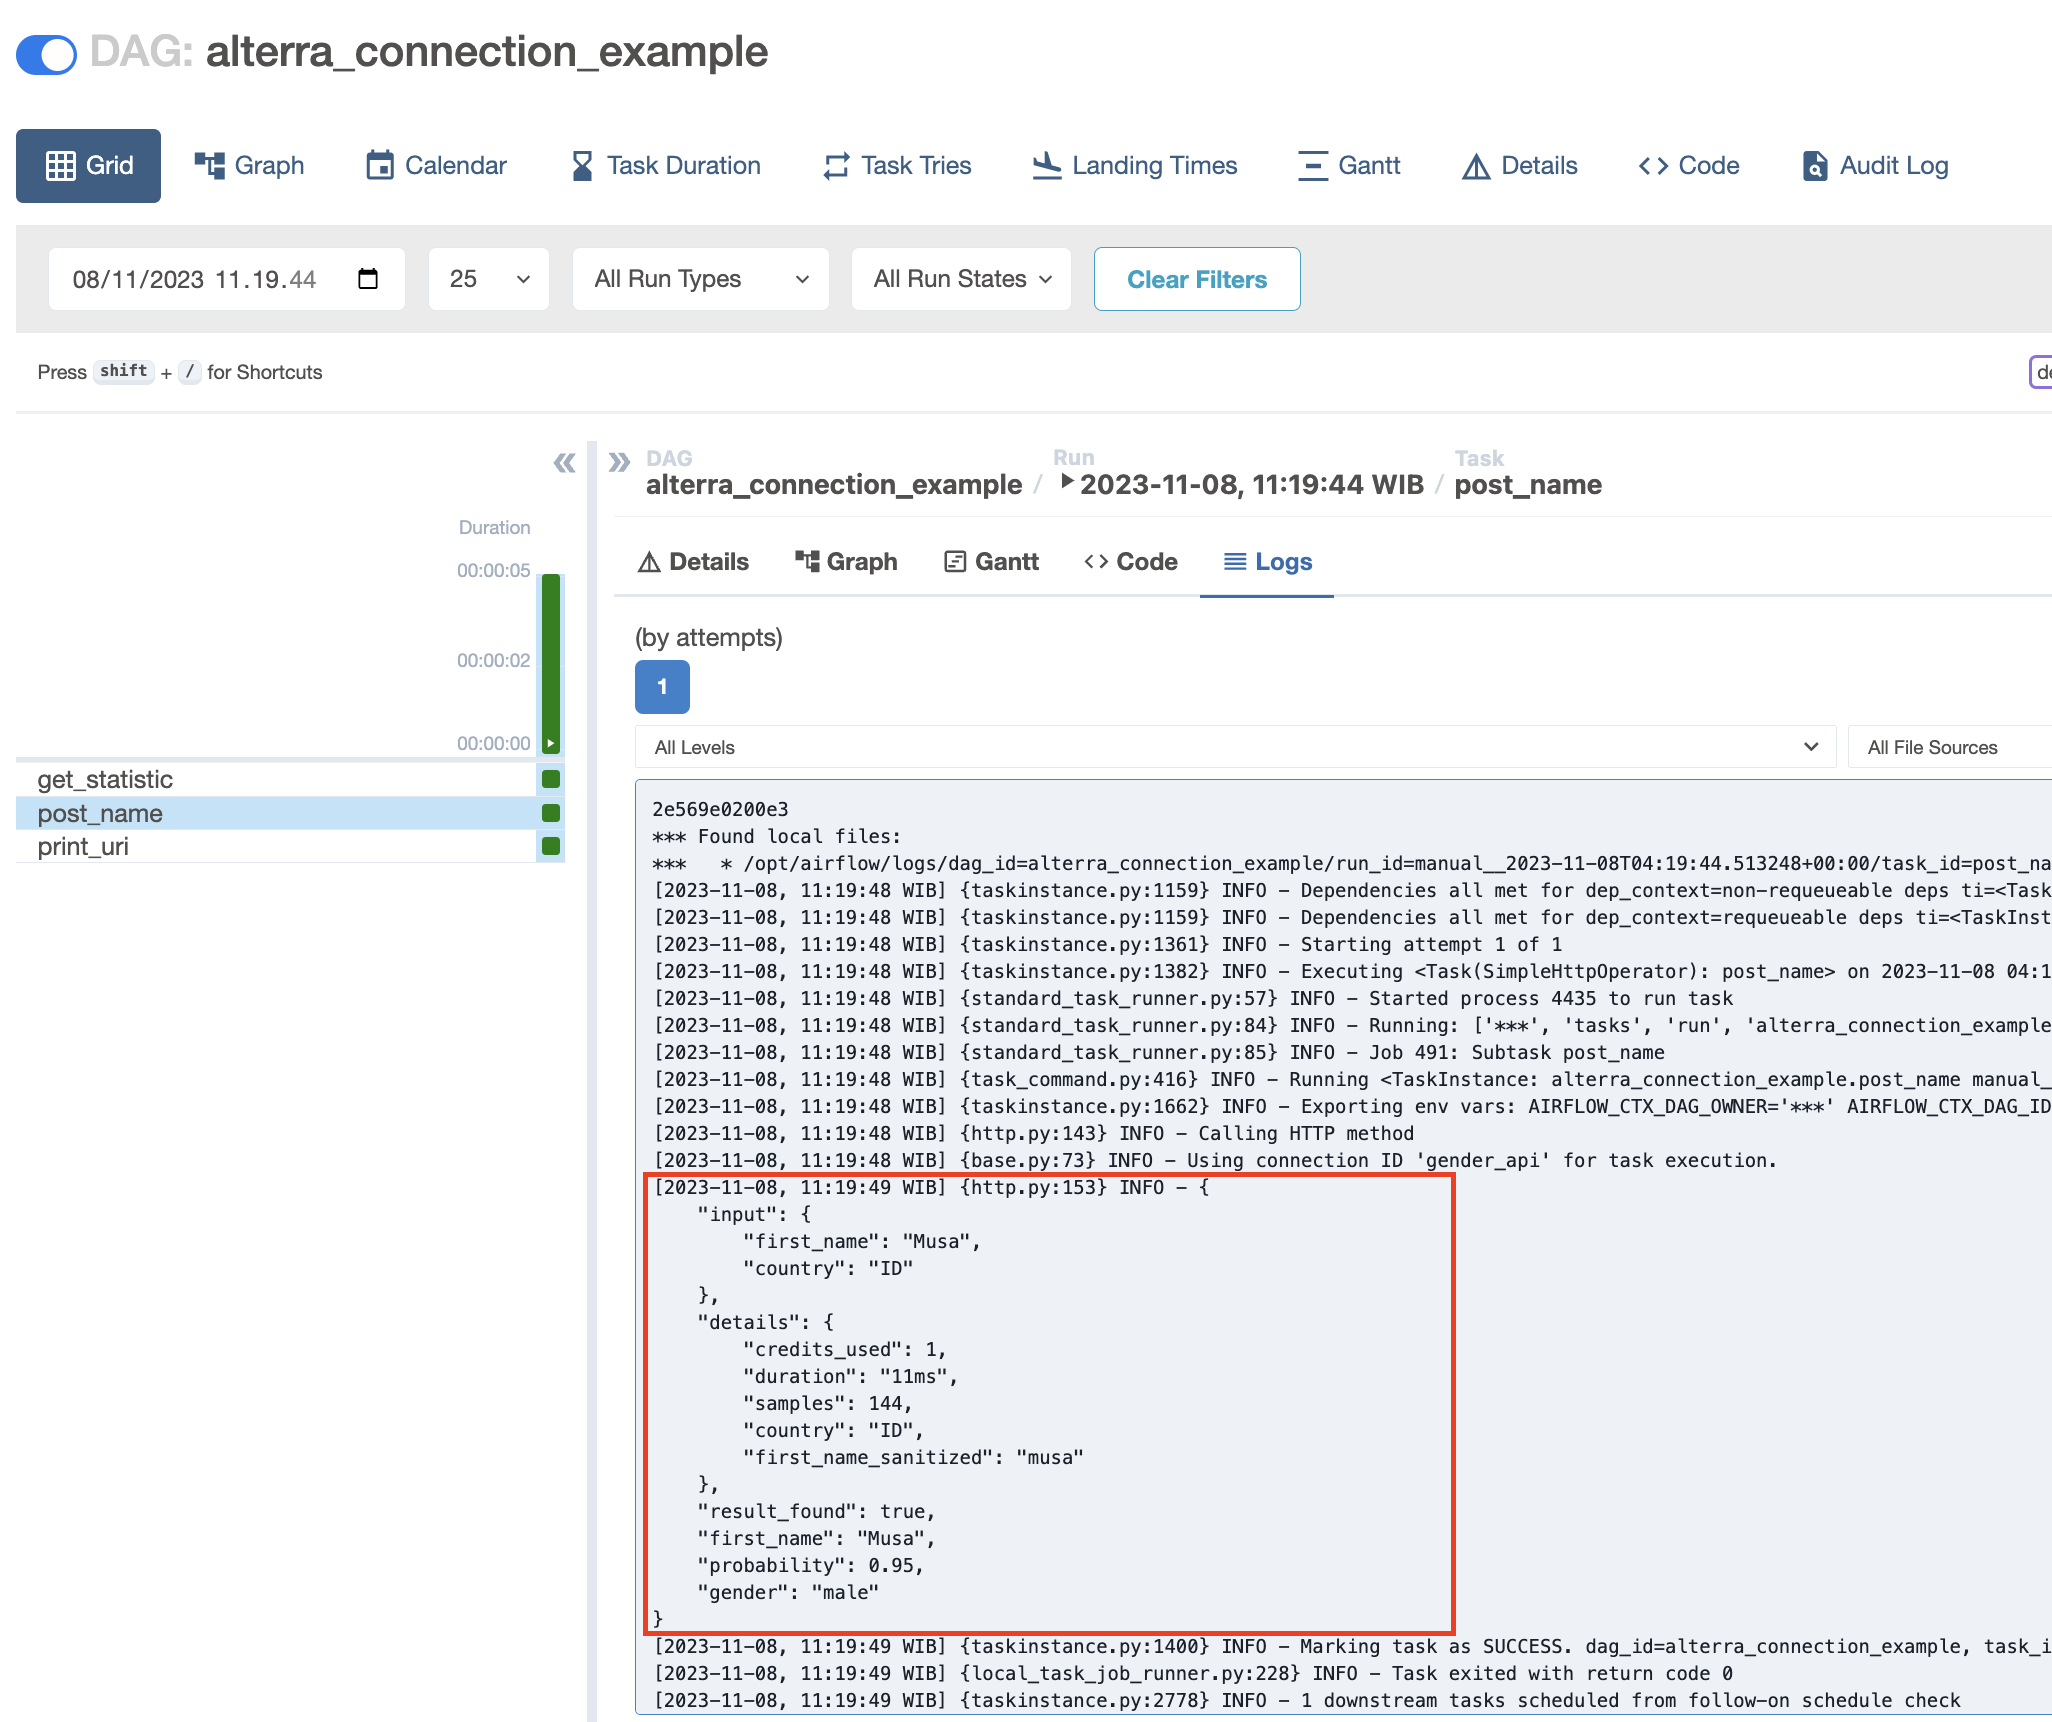 DAG: alterra_connection_example
Grid Graph Calendar Task Duration Task Tries Landing Times Gantt Details Code Audit Log
08/11/2023 11.19.44 25 All Run Types All Run States Clear Filters
Press shift + / for Shortcuts
DAG Run Task
alterra_connection_example / 2023-11-08, 11:19:44 WIB / post_name
Duration
00:00:05
00:00:02
00:00:00
get_statistic
post_name
print_uri
Details Graph Gantt Code Logs
(by attempts)
1
All Levels All File Sources
2e569e0200e3
*** Found local files:
***   * /opt/airflow/logs/dag_id=alterra_connection_example/run_id=manual__2023-11-08T04:19:44.513248+00:00/task_id=post_na
[2023-11-08, 11:19:48 WIB] {taskinstance.py:1159} INFO - Dependencies all met for dep_context=non-requeueable deps ti=<Task
[2023-11-08, 11:19:48 WIB] {taskinstance.py:1159} INFO - Dependencies all met for dep_context=requeueable deps ti=<TaskInst
[2023-11-08, 11:19:48 WIB] {taskinstance.py:1361} INFO - Starting attempt 1 of 1
[2023-11-08, 11:19:48 WIB] {taskinstance.py:1382} INFO - Executing <Task(SimpleHttpOperator): post_name> on 2023-11-08 04:1
[2023-11-08, 11:19:48 WIB] {standard_task_runner.py:57} INFO - Started process 4435 to run task
[2023-11-08, 11:19:48 WIB] {standard_task_runner.py:84} INFO - Running: ['***', 'tasks', 'run', 'alterra_connection_example
[2023-11-08, 11:19:48 WIB] {standard_task_runner.py:85} INFO - Job 491: Subtask post_name
[2023-11-08, 11:19:48 WIB] {task_command.py:416} INFO - Running <TaskInstance: alterra_connection_example.post_name manual_
[2023-11-08, 11:19:48 WIB] {taskinstance.py:1662} INFO - Exporting env vars: AIRFLOW_CTX_DAG_OWNER='***' AIRFLOW_CTX_DAG_ID
[2023-11-08, 11:19:48 WIB] {http.py:143} INFO - Calling HTTP method
[2023-11-08, 11:19:48 WIB] {base.py:73} INFO - Using connection ID 'gender_api' for task execution.
[2023-11-08, 11:19:49 WIB] {http.py:153} INFO - {
"input": {
"first_name": "Musa",
"country": "ID"
},
"details": {
"credits_used": 1,
"duration": "11ms",
"samples": 144,
"country": "ID",
"first_name_sanitized": "musa"
},
"result_found": true,
"first_name": "Musa",
"probability": 0.95,
"gender": "male"
}
[2023-11-08, 11:19:49 WIB] {taskinstance.py:1400} INFO - Marking task as SUCCESS. dag_id=alterra_connection_example, task_i
[2023-11-08, 11:19:49 WIB] {local_task_job_runner.py:228} INFO - Task exited with return code 0
[2023-11-08, 11:19:49 WIB] {taskinstance.py:2778} INFO - 1 downstream tasks scheduled from follow-on schedule check